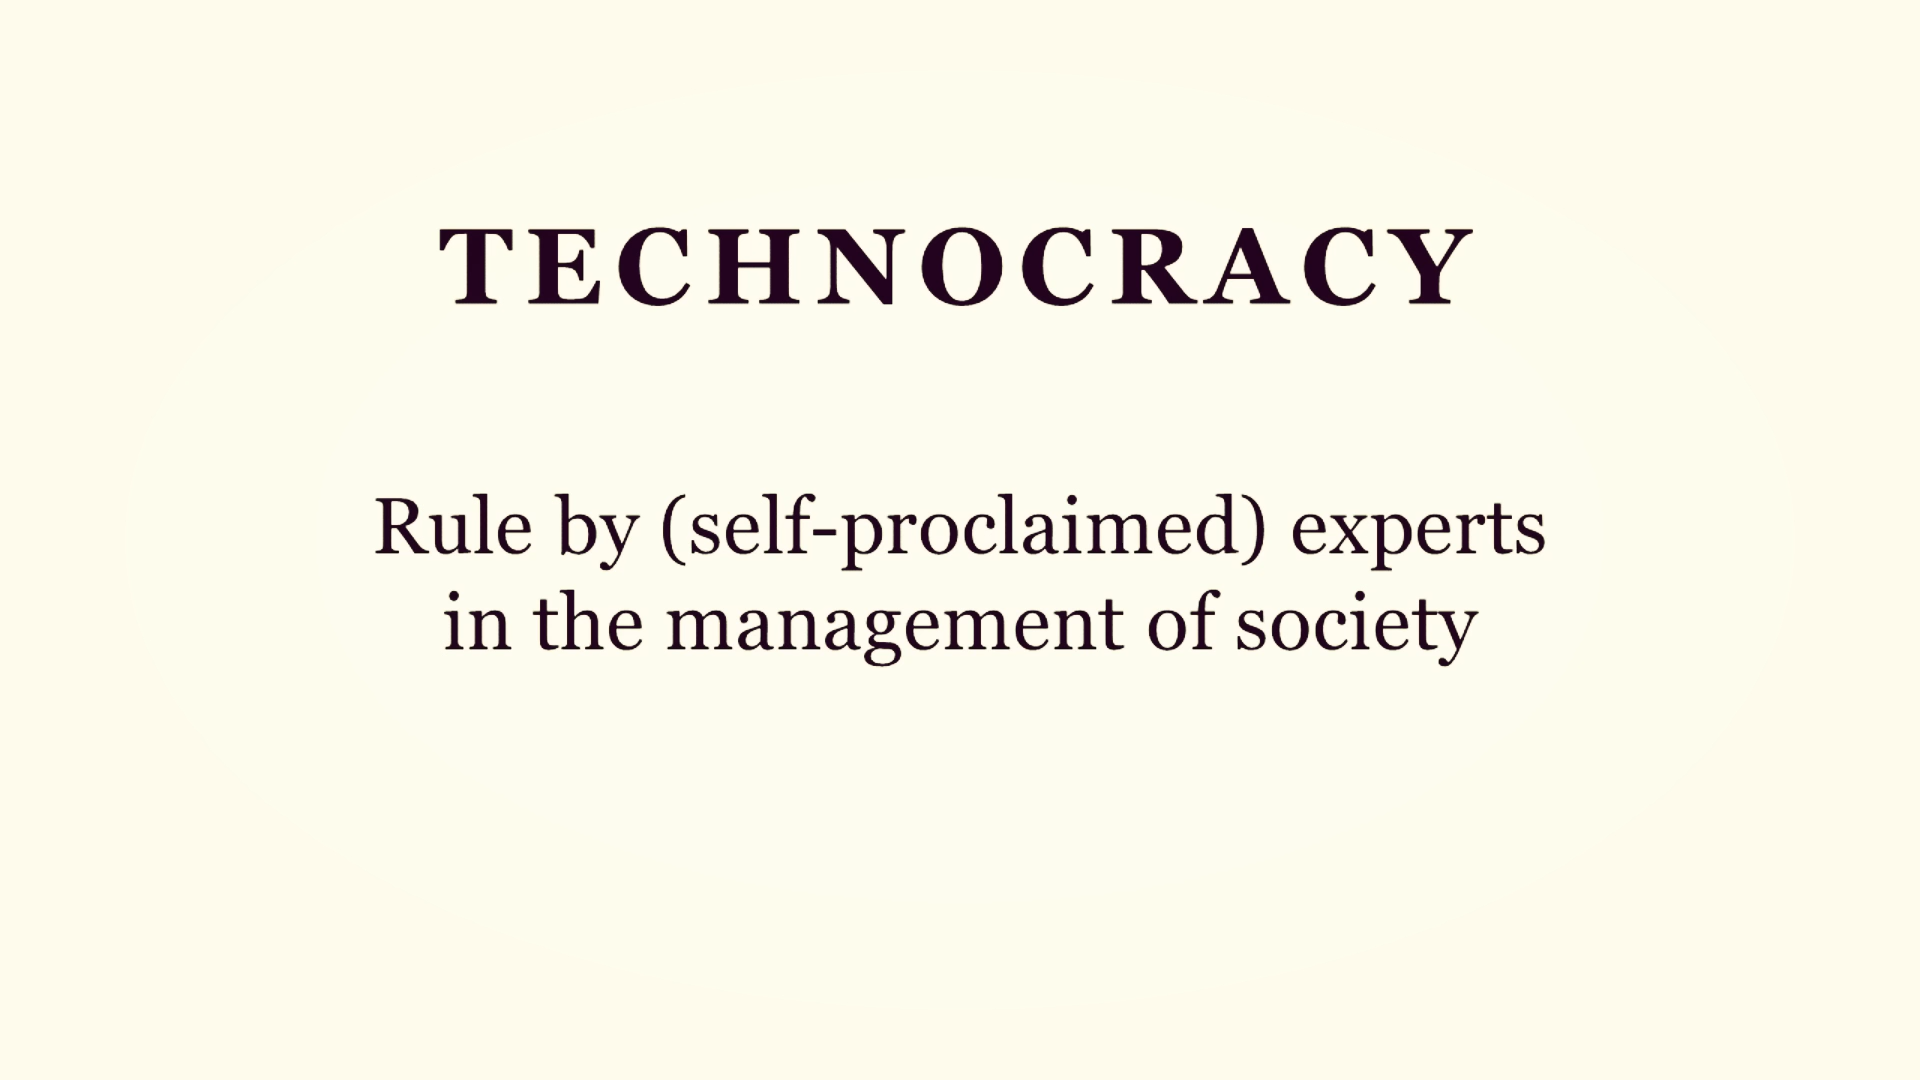 TECHNOCRACY
Rule by (self-proclaimed) experts
in the management of society